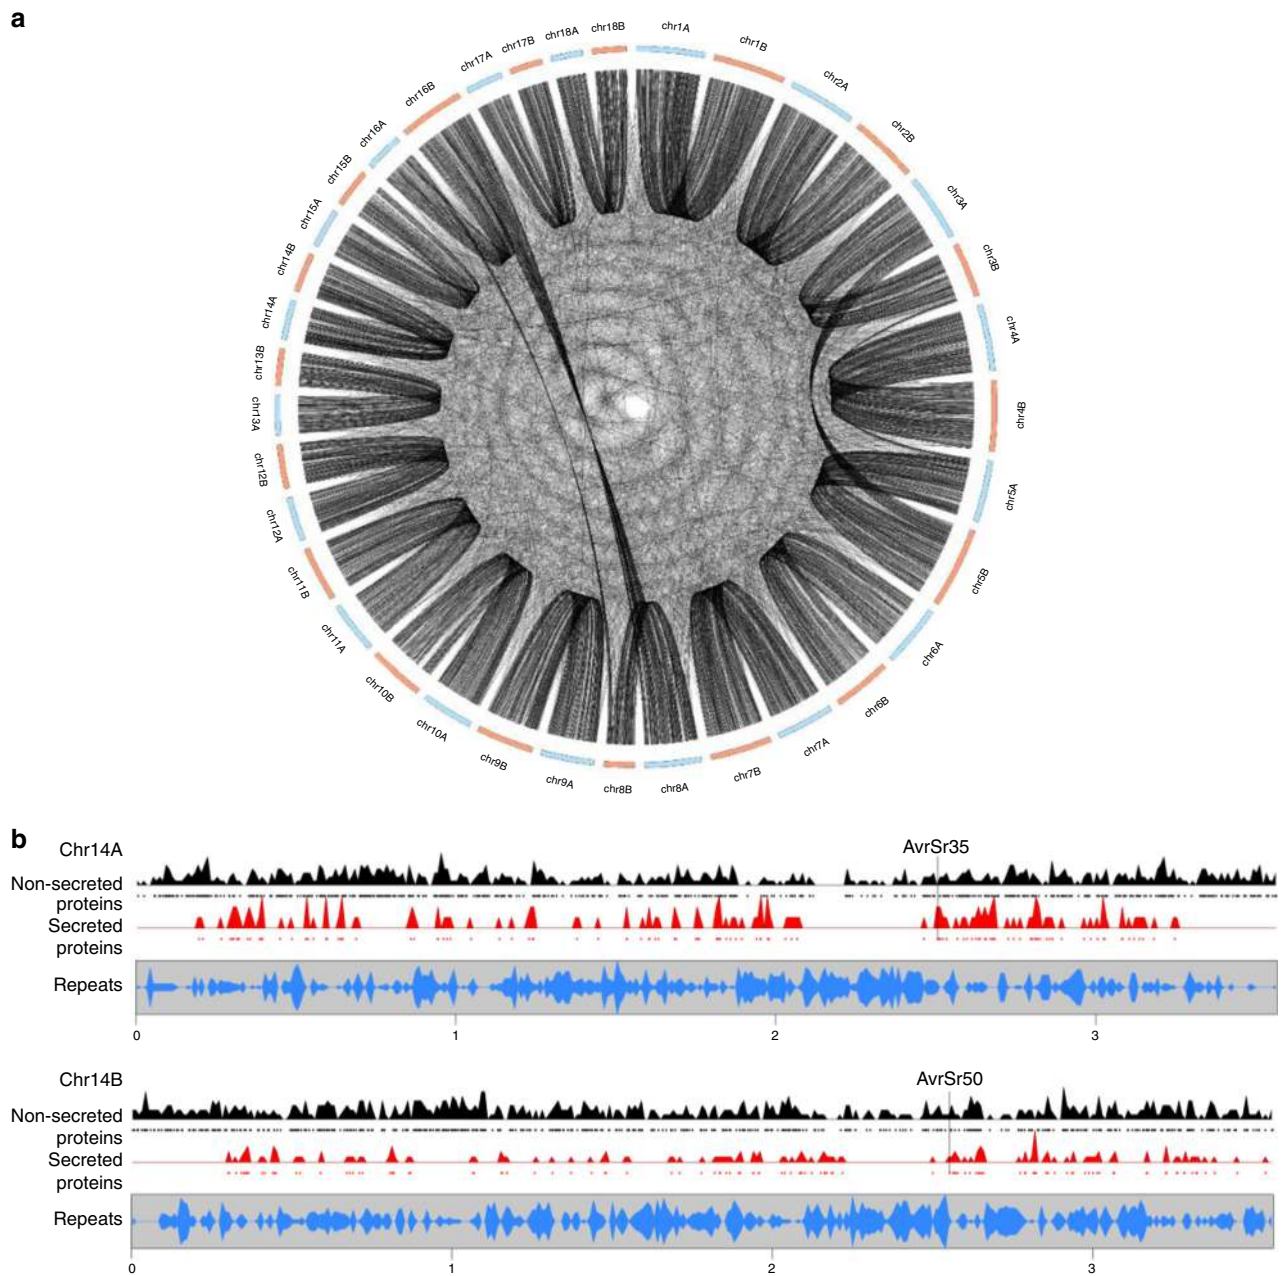 a
chr1A
chr1B
chr2A
chr2B
chr3A
chr3B
chr4A
chr4B
chr5A
chr5B
chr6A
chr6B
chr7A
chr7B
chr8A
chr8B
chr9A
chr9B
chr10A
chr10B
chr11A
chr11B
chr12A
chr12B
chr13A
chr13B
chr14A
chr14B
chr15A
chr15B
chr16A
chr16B
chr17A
chr17B
chr18A
chr18B
b
Chr14A
AvrSr35
Non-secreted
proteins
Secreted
proteins
Repeats
0 1 2 3
Chr14B
AvrSr50
Non-secreted
proteins
Secreted
proteins
Repeats
0 1 2 3